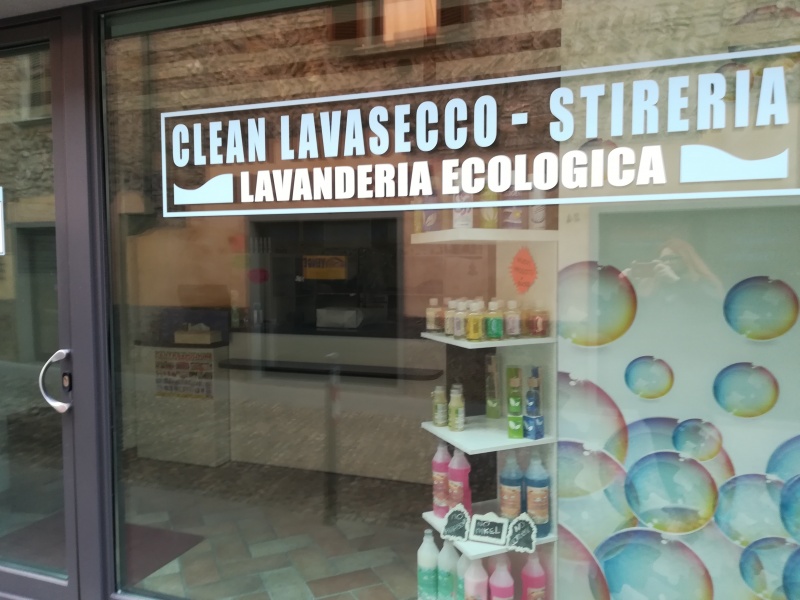 CLEAN LAVASECCO - STIRERIA
LAVANDERIA ECOLOGICA